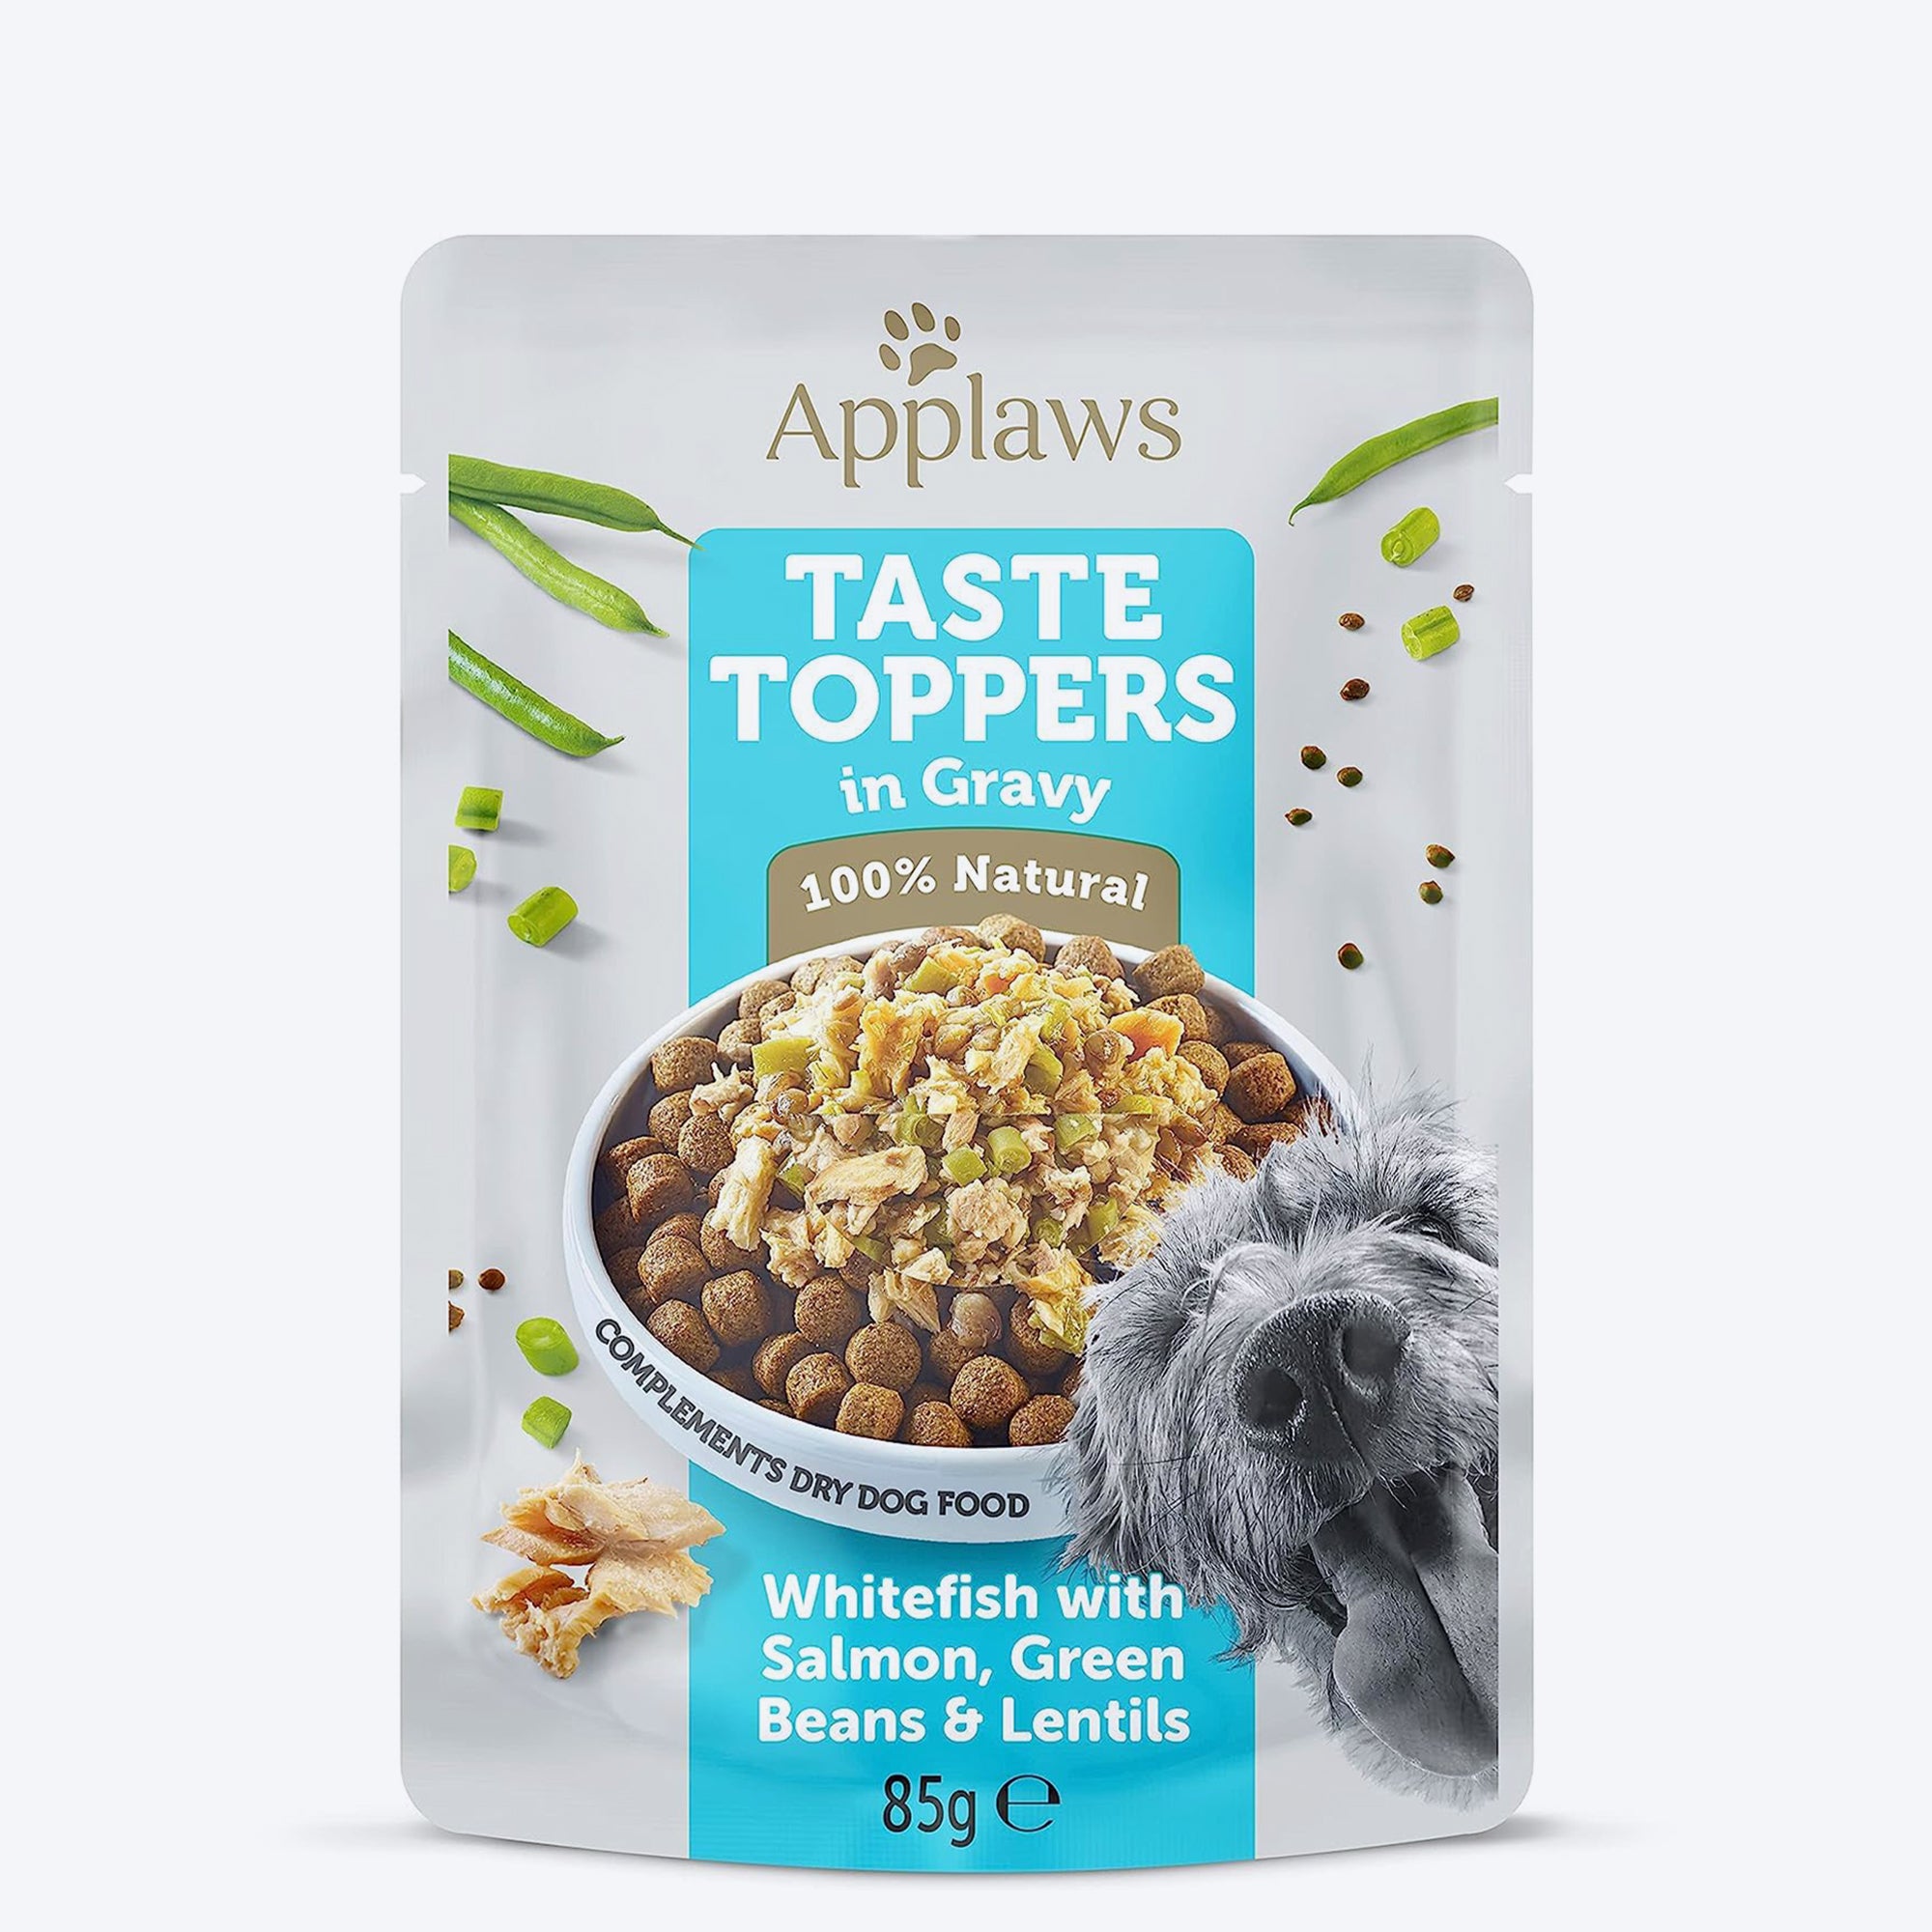 Applaws
TASTE
TOPPERS
in Gravy
100% Natural
COMPLEMENTS DRY DOG FOOD
Whitefish with
Salmon, Green
Beans & Lentils
85g ℮